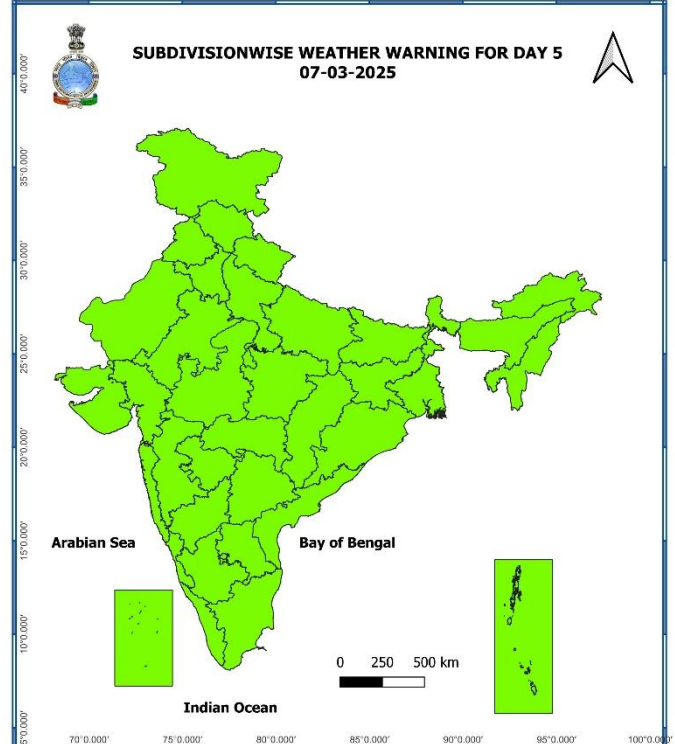 SUBDIVISIONWISE WEATHER WARNING FOR DAY 5
07-03-2025
40°0.000'
35°0.000'
30°0.000'
25°0.000'
20°0.000'
15°0.000'
10°0.000'
5°0.000'
Arabian Sea
Bay of Bengal
0 250 500 km
Indian Ocean
70°0.000' 75°0.000' 80°0.000' 85°0.000' 90°0.000' 95°0.000' 100°0.000'